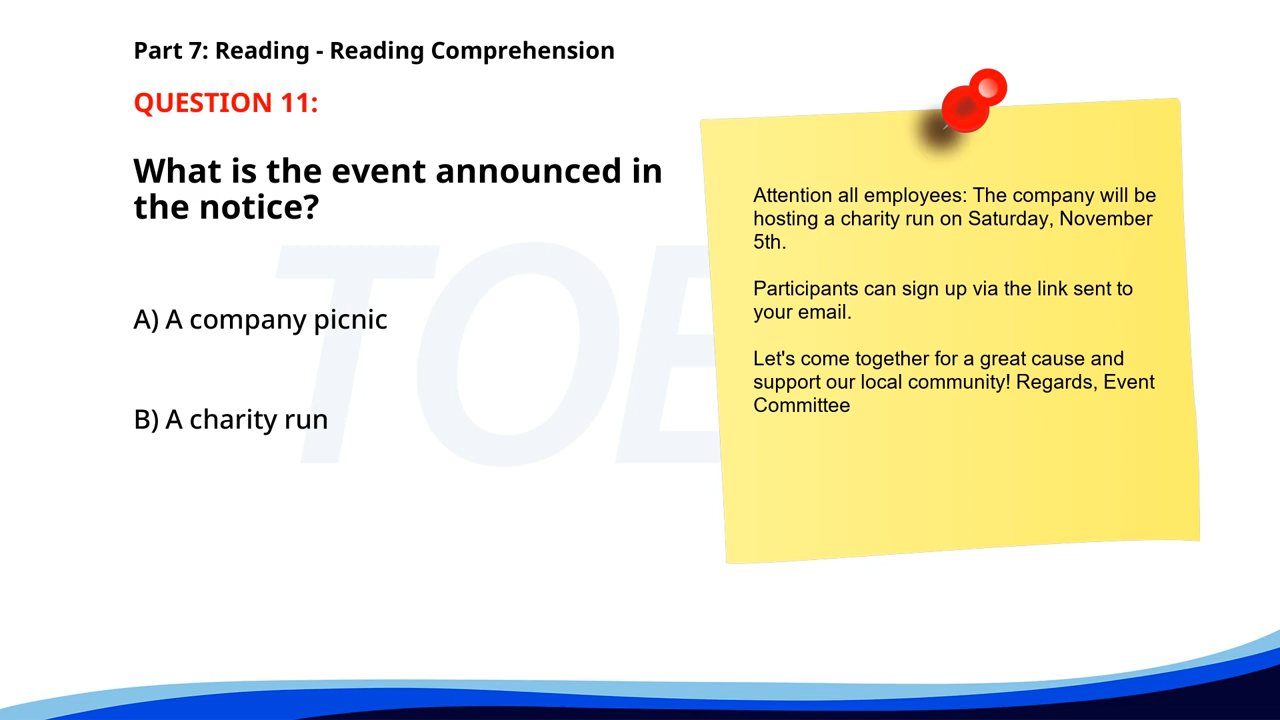 Part 7: Reading - Reading Comprehension
QUESTION 11:
What is the event announced in
the notice?
A) A company picnic
B) A charity run
Attention all employees: The company will be
hosting a charity run on Saturday, November
5th.
Participants can sign up via the link sent to
your email.
Let's come together for a great cause and
support our local community! Regards, Event
Committee
TOE